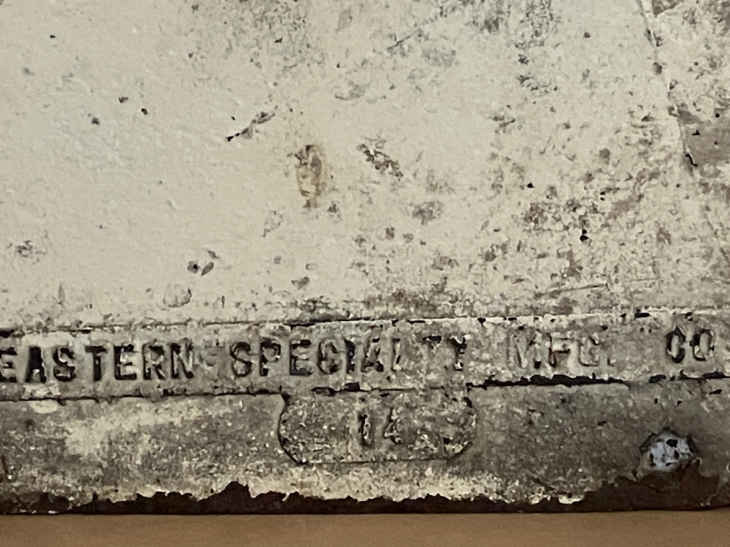 EASTERN SPECIALTY MFG. CO.
14